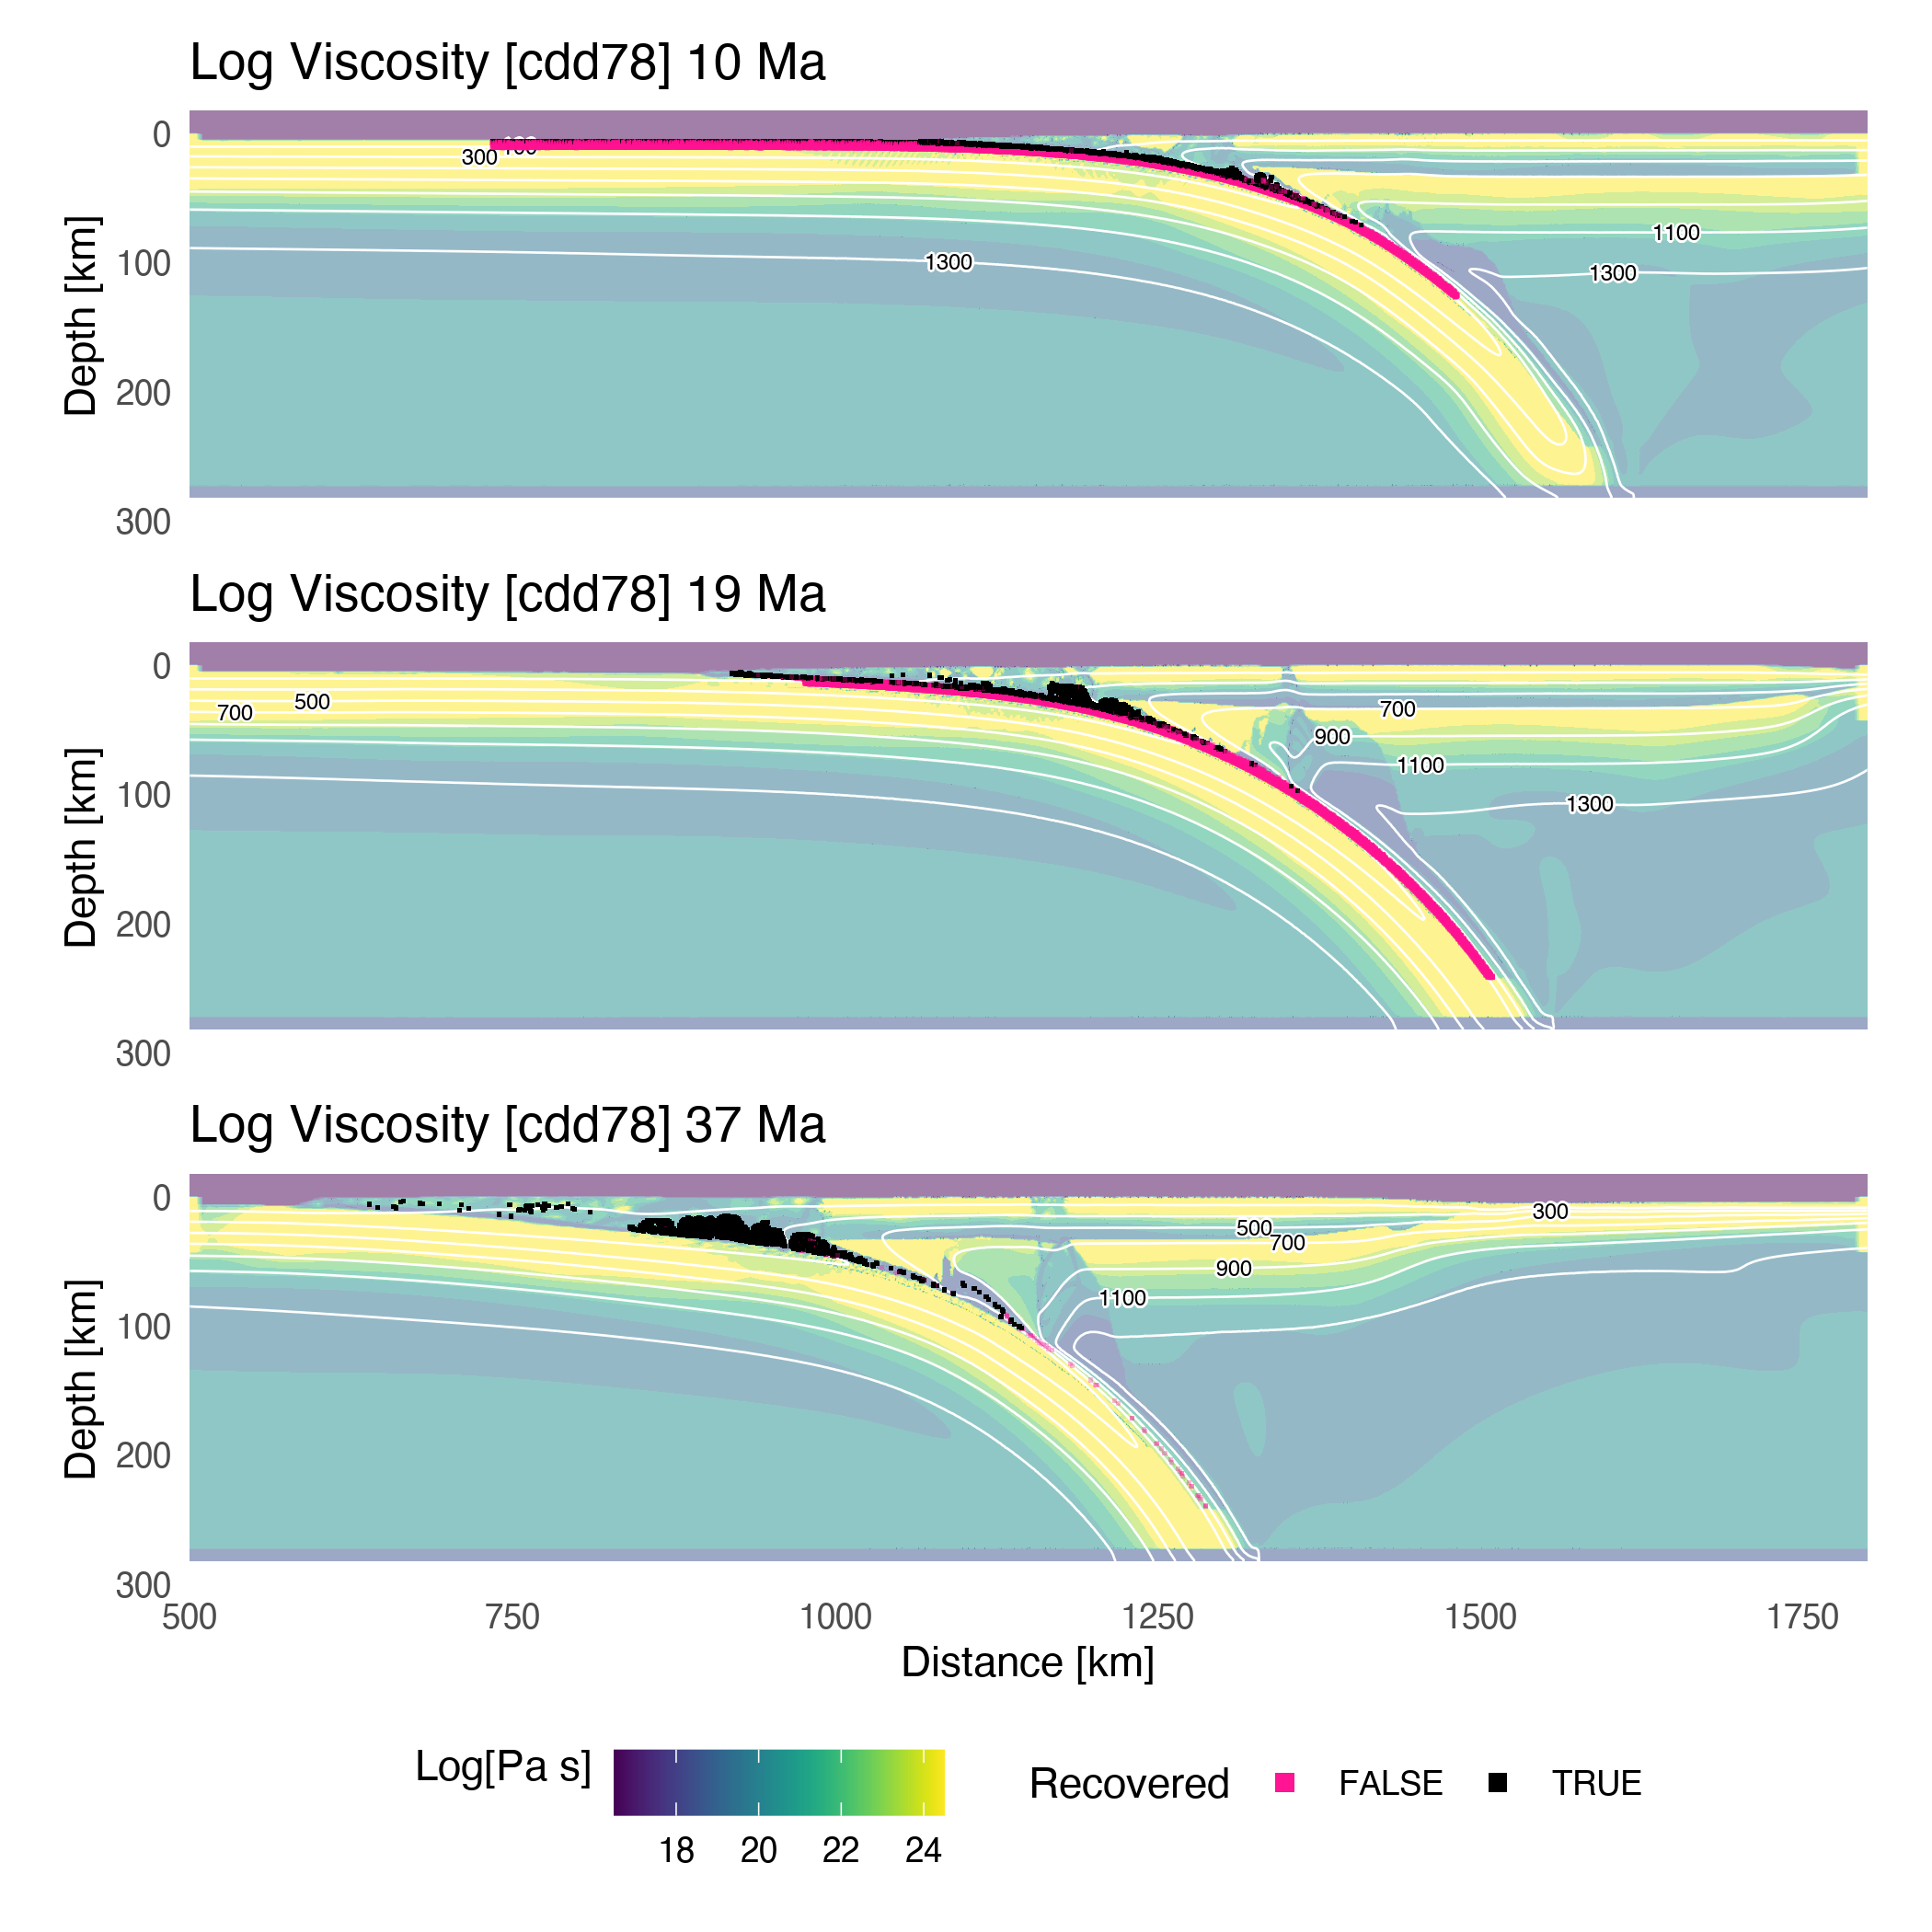 Log Viscosity [cdd78] 10 Ma
0
100
200
300
Depth [km]
300
1300
1100
1300
Log Viscosity [cdd78] 19 Ma
0
100
200
300
Depth [km]
500
700
700
900
1100
1300
Log Viscosity [cdd78] 37 Ma
0
100
200
300
Depth [km]
300
500
700
900
1100
500 750 1000 1250 1500 1750
Distance [km]
Log[Pa s]
18 20 22 24
Recovered FALSE TRUE